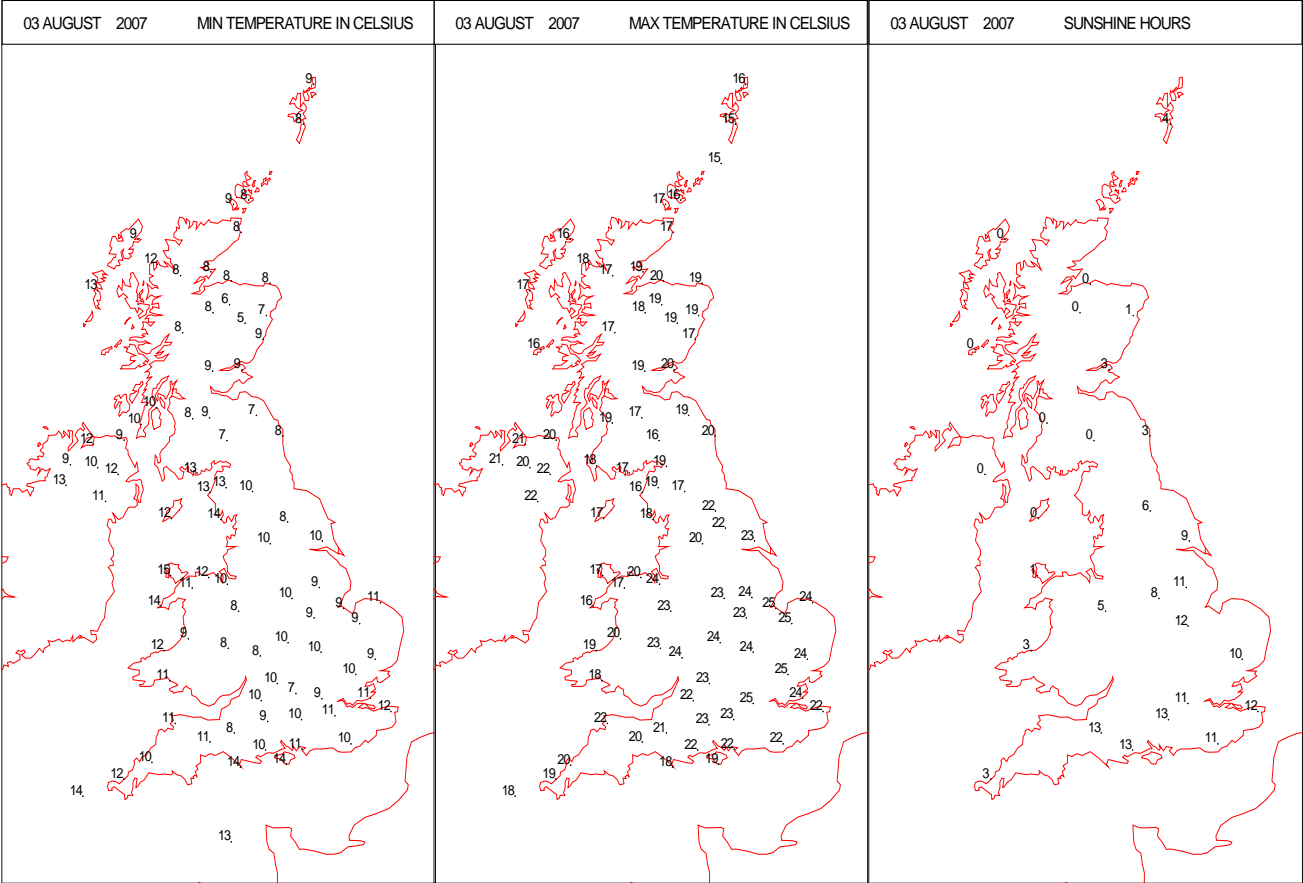 03 AUGUST 2007 MIN TEMPERATURE IN CELSIUS
9
8
9 8
8
9
12
8 8
8 8
13
6
8 7
5
8 9
9 9
10
10 8 9 7
12 9 7 8
9 10 12 13
13 13 13 10
11
12 14 8
10 10
15 12
11 10 9
10
14 8 9 11
9 9
9 10
12 8 8 10
9
11 10 10
7
10 9 11
12
11 9 10 11
8
11 10 11 10
10 14 14
12
14
13
03 AUGUST 2007 MAX TEMPERATURE IN CELSIUS
16
15
15
17 16
17
16
18
17 19
20 19
17
19
18 19
19
17 17
16
19 20
19 17 19
21 20 16 20
21 20 22 18 17 19
16 19 17
22
17 18 22
22
20 23
17 20
17 24
23 24
16 23 23 25 24
25
20 23
19 23 24 24
24
18 23 25
22 25 24
22
22 23 23
21
20 22 22 22
20 18 19
19
18
03 AUGUST 2007 SUNSHINE HOURS
4
0
0
0 1
0
3
0
0 3
0
0 6
9
1
11
8
5
12
3
10
11
12
13
13
13 11
3